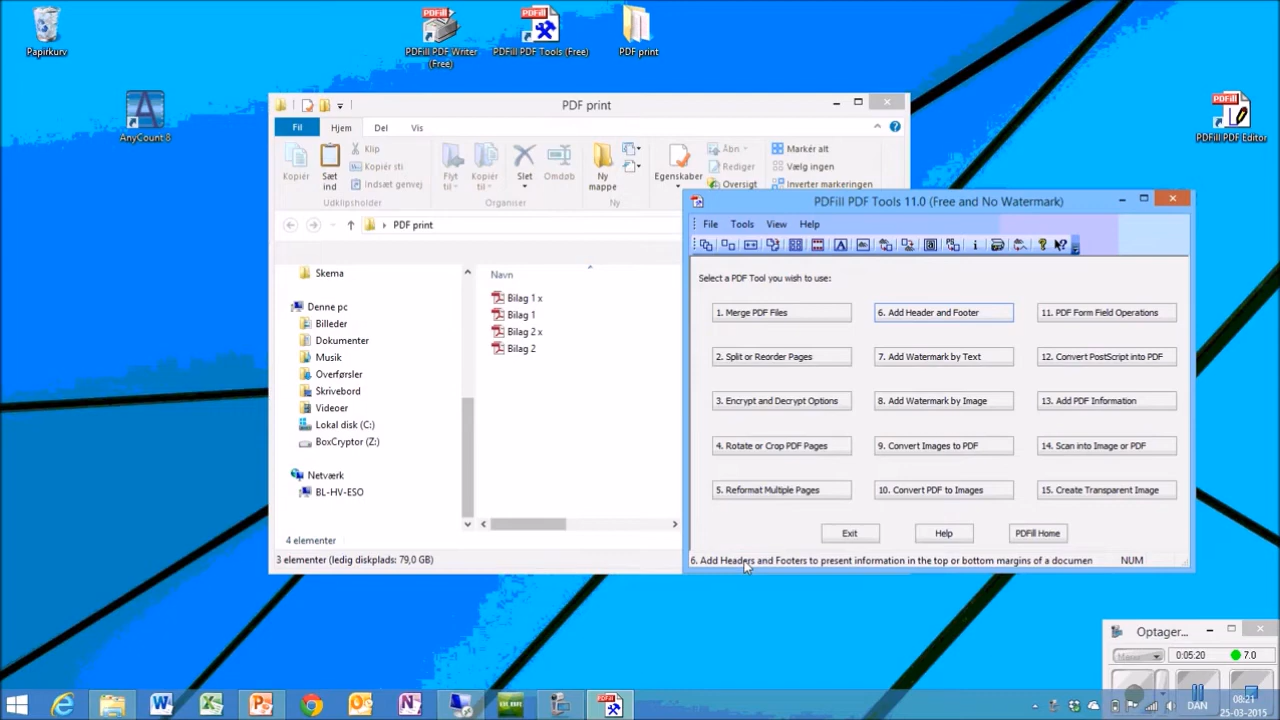 Papirkurv
PDFill PDF Writer
(Free)
PDFill PDF Tools (Free)
PDF print
AnyCount 8
PDFill PDF Editor
PDF print
Fil
Hjem
Del
Vis
Kopiér
Sæt
ind
Klip
Kopiér sti
Indsæt genvej
Flyt
til
Kopiér
til
Slet
Omdøb
Ny
mappe
Egenskaber
Åbn
Rediger
Oversigt
Markér alt
Vælg ingen
Inverter markeringen
Udklipsholder
Organiser
Ny
PDF print
Skema
Denne pc
Billeder
Dokumenter
Musik
Overførsler
Skrivebord
Videoer
Lokal disk (C:)
BoxCryptor (Z:)
Netværk
BL-HV-ESO
Navn
Bilag 1 x
Bilag 1
Bilag 2 x
Bilag 2
4 elementer
3 elementer (ledig diskplads: 79,0 GB)
PDFill PDF Tools 11.0 (Free and No Watermark)
File Tools View Help
Select a PDF Tool you wish to use:
1. Merge PDF Files
6. Add Header and Footer
11. PDF Form Field Operations
2. Split or Reorder Pages
7. Add Watermark by Text
12. Convert PostScript into PDF
3. Encrypt and Decrypt Options
8. Add Watermark by Image
13. Add PDF Information
4. Rotate or Crop PDF Pages
9. Convert Images to PDF
14. Scan into Image or PDF
5. Reformat Multiple Pages
10. Convert PDF to Images
15. Create Transparent Image
Exit
Help
PDFill Home
6. Add Headers and Footers to present information in the top or bottom margins of a documen
NUM
Optager...
Menu
0:05:20
7.0
DAN
08:21
25-03-2015